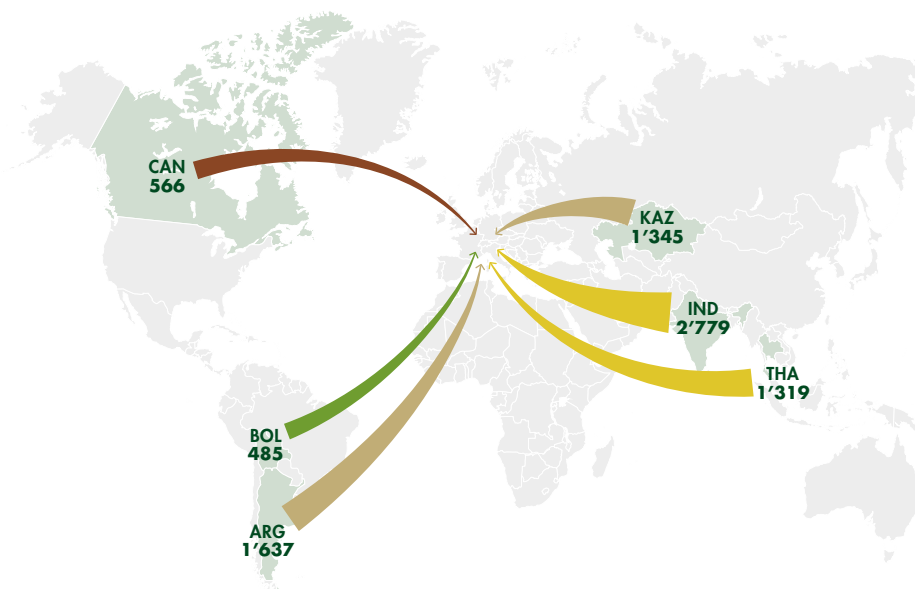 CAN
566
KAZ
1’345
IND
2’779
THA
1’319
BOL
485
ARG
1’637